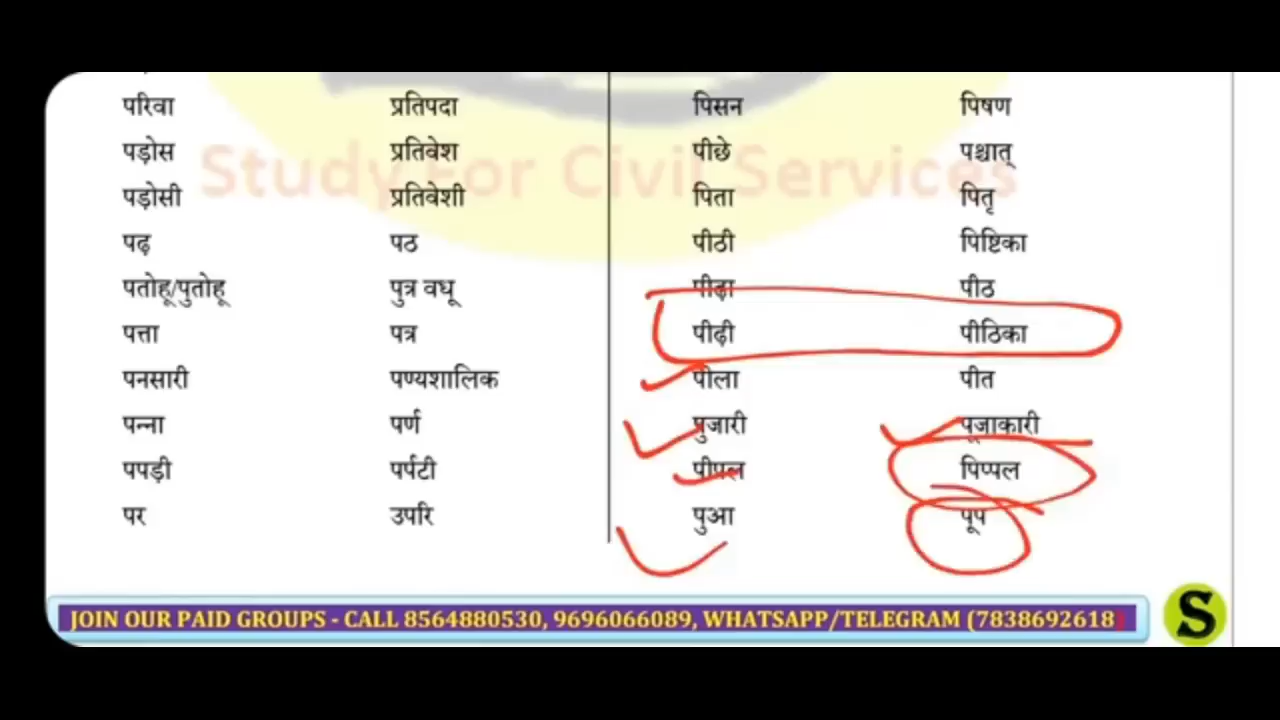 परिवा प्रतिपदा पिसन पिषण
पड़ोस प्रतिवेश पीछे पश्चात्
पड़ोसी प्रतिवेशी पिता पितृ
पढ़ पठ पीठी पिष्टिका
पतोहू/पुतोहू पुत्र वधू पीढ़ा पीठ
पत्ता पत्र पीढ़ी पीठिका
पनसारी पण्यशालिक पीला पीत
पन्ना पर्ण पुजारी पूजाकारी
पपड़ी पर्पटी पीपल पिप्पल
पर उपरि पुआ पूप
Study For Civil Services
JOIN OUR PAID GROUPS - CALL 8564880530, 9696066089, WHATSAPP/TELEGRAM (7838692618)
S